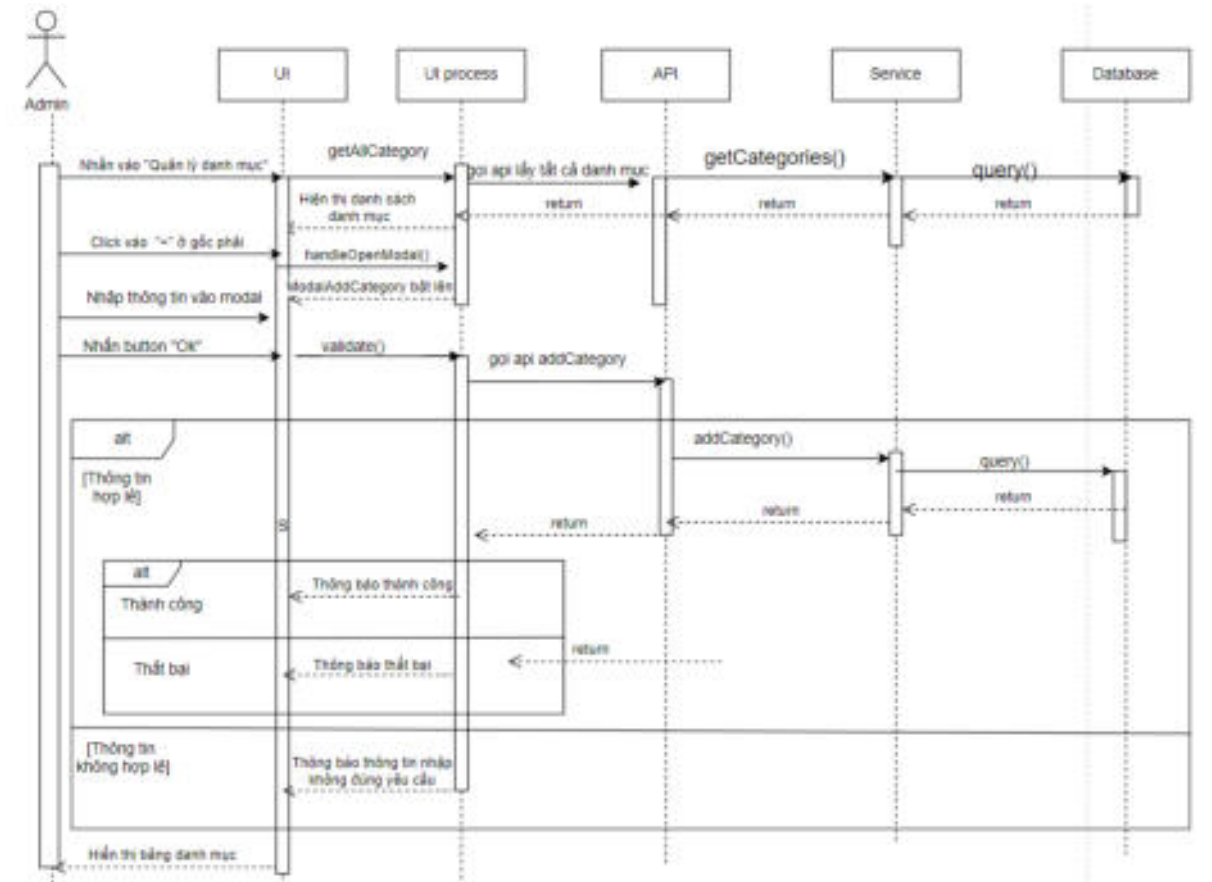 Admin
UI
UI process
API
Service
Database
Nhấn vào "Quản lý danh mục"
getAllCategory
gọi api lấy tất cả danh mục
getCategories()
query()
Hiện thị danh sách
danh mục
return
return
return
Click vào "+" ở gốc phải
handleOpenModal()
ModalAddCategory bật lên
Nhập thông tin vào modal
Nhấn button "OK"
validate()
gọi api addCategory
alt
[Thông tin
hợp lệ]
addCategory()
query()
return
return
return
alt
Thành công
Thông báo thành công
Thất bại
Thông báo thất bại
return
[Thông tin
không hợp lệ]
Thông báo thông tin nhập
không đúng yêu cầu
Hiển thị bảng danh mục